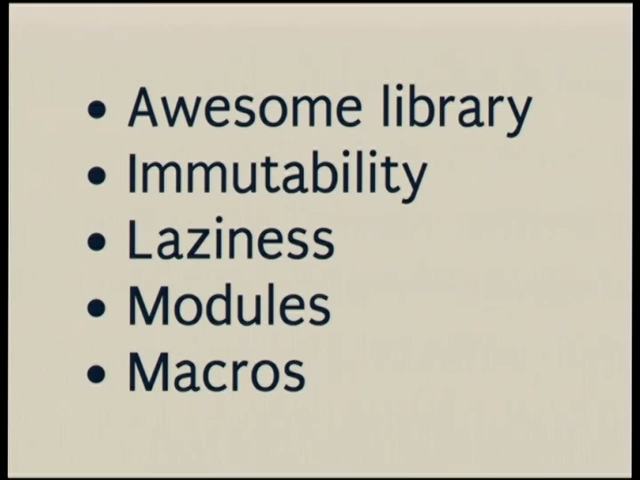 • Awesome library
• Immutability
• Laziness
• Modules
• Macros